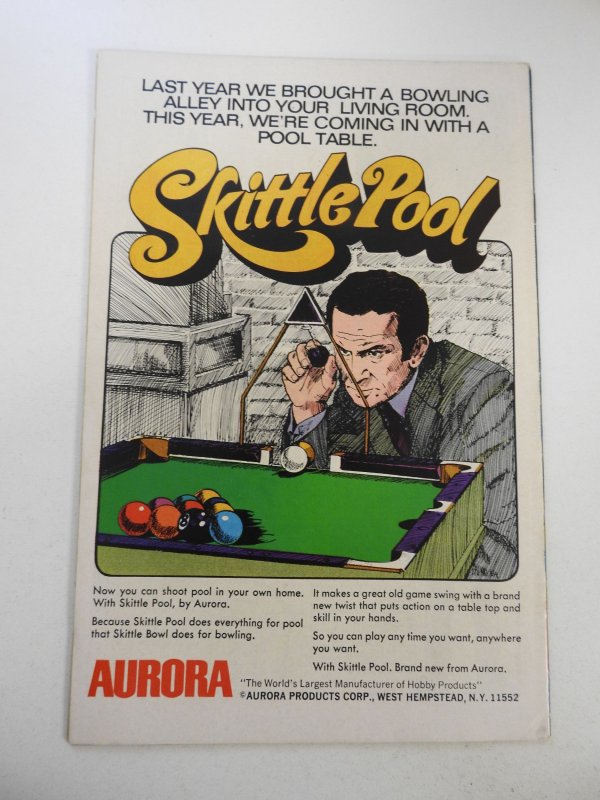 LAST YEAR WE BROUGHT A BOWLING
ALLEY INTO YOUR LIVING ROOM.
THIS YEAR, WE'RE COMING IN WITH A
POOL TABLE.
Skittle Pool
Now you can shoot pool in your own home.
With Skittle Pool, by Aurora.
Because Skittle Pool does everything for pool
that Skittle Bowl does for bowling.
It makes a great old game swing with a brand
new twist that puts action on a table top and
skill in your hands.
So you can play any time you want, anywhere
you want.
With Skittle Pool. Brand new from Aurora.
AURORA
"The World's Largest Manufacturer of Hobby Products"
©AURORA PRODUCTS CORP., WEST HEMPSTEAD, N.Y. 11552